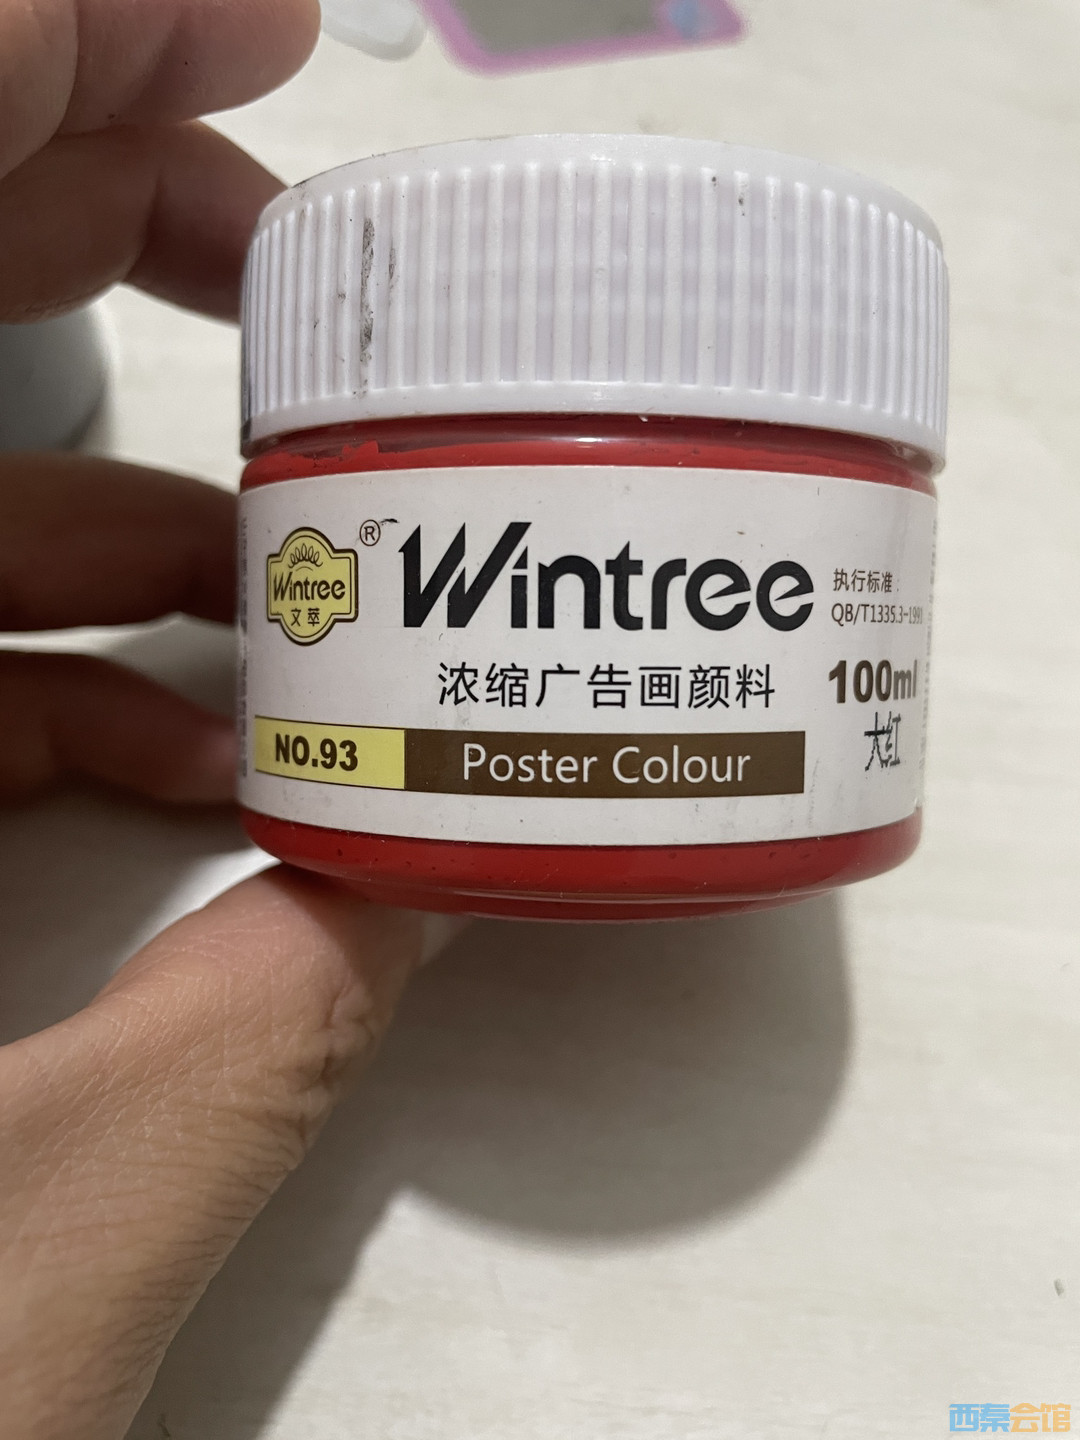 Wintree
文萃
®
Wintree
执行标准：
QB/T1335.3-1991
浓缩广告画颜料
100ml
大红
NO.93
Poster Colour
西秦会馆